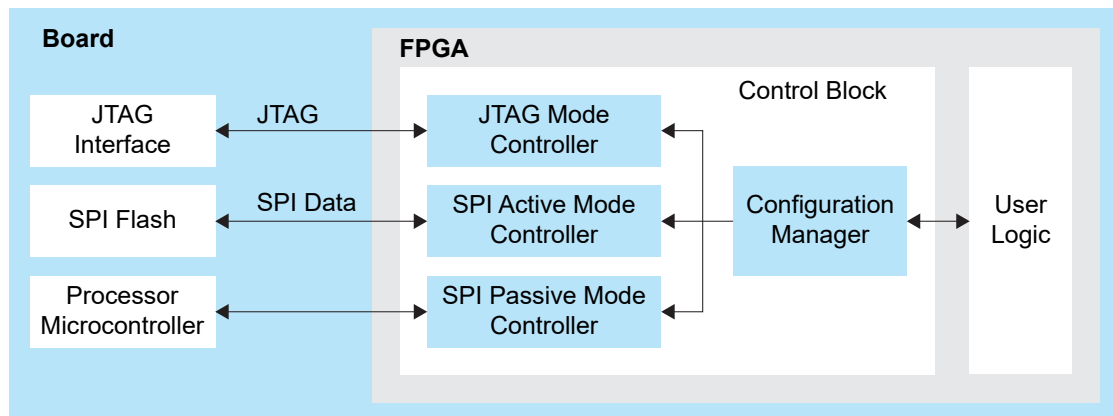 Board
FPGA
Control Block
JTAG
Interface
JTAG
JTAG Mode
Controller
SPI Flash
SPI Data
SPI Active Mode
Controller
Configuration
Manager
User
Logic
Processor
Microcontroller
SPI Passive Mode
Controller